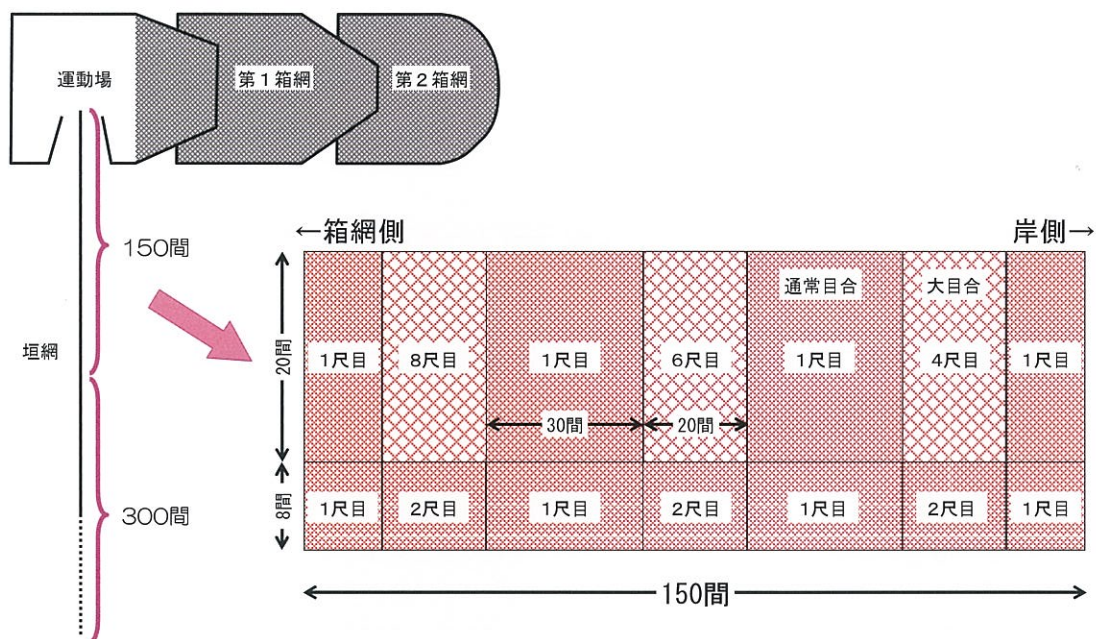 運動場
第1箱網
第2箱網
150間
垣網
300間
←箱網側
岸側→
通常目合
大目合
20間
1尺目
8尺目
1尺目
6尺目
1尺目
4尺目
1尺目
30間
20間
8間
1尺目
2尺目
1尺目
2尺目
1尺目
2尺目
1尺目
150間